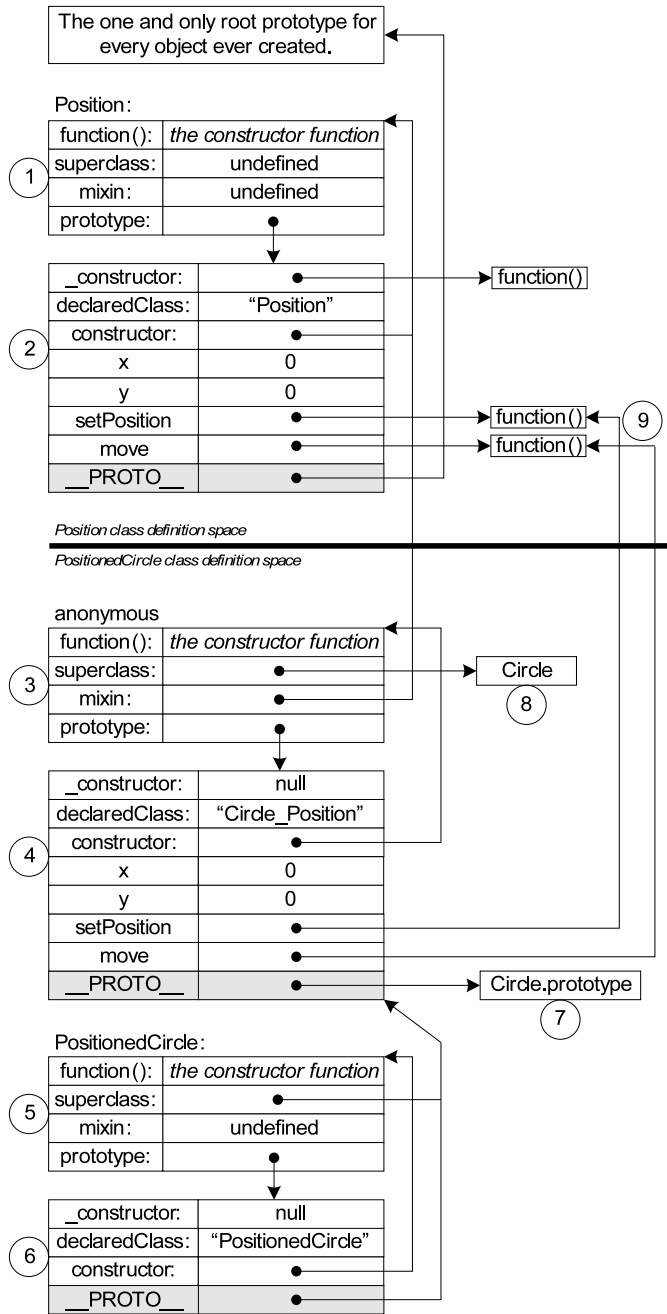 The one and only root prototype for
every object ever created.
Position:
function(): the constructor function
superclass: undefined
1
mixin: undefined
prototype:
_constructor: function()
declaredClass: “Position”
constructor:
2
x 0
y 0
setPosition function() 9
move function()
__PROTO__
Position class definition space
PositionedCircle class definition space
anonymous
function(): the constructor function
superclass: Circle
3
mixin: 8
prototype:
_constructor: null
declaredClass: “Circle_Position”
constructor:
4
x 0
y 0
setPosition
move
__PROTO__ Circle.prototype
7
PositionedCircle:
function(): the constructor function
superclass:
5
mixin: undefined
prototype:
_constructor: null
declaredClass: “PositionedCircle”
6
constructor:
__PROTO__